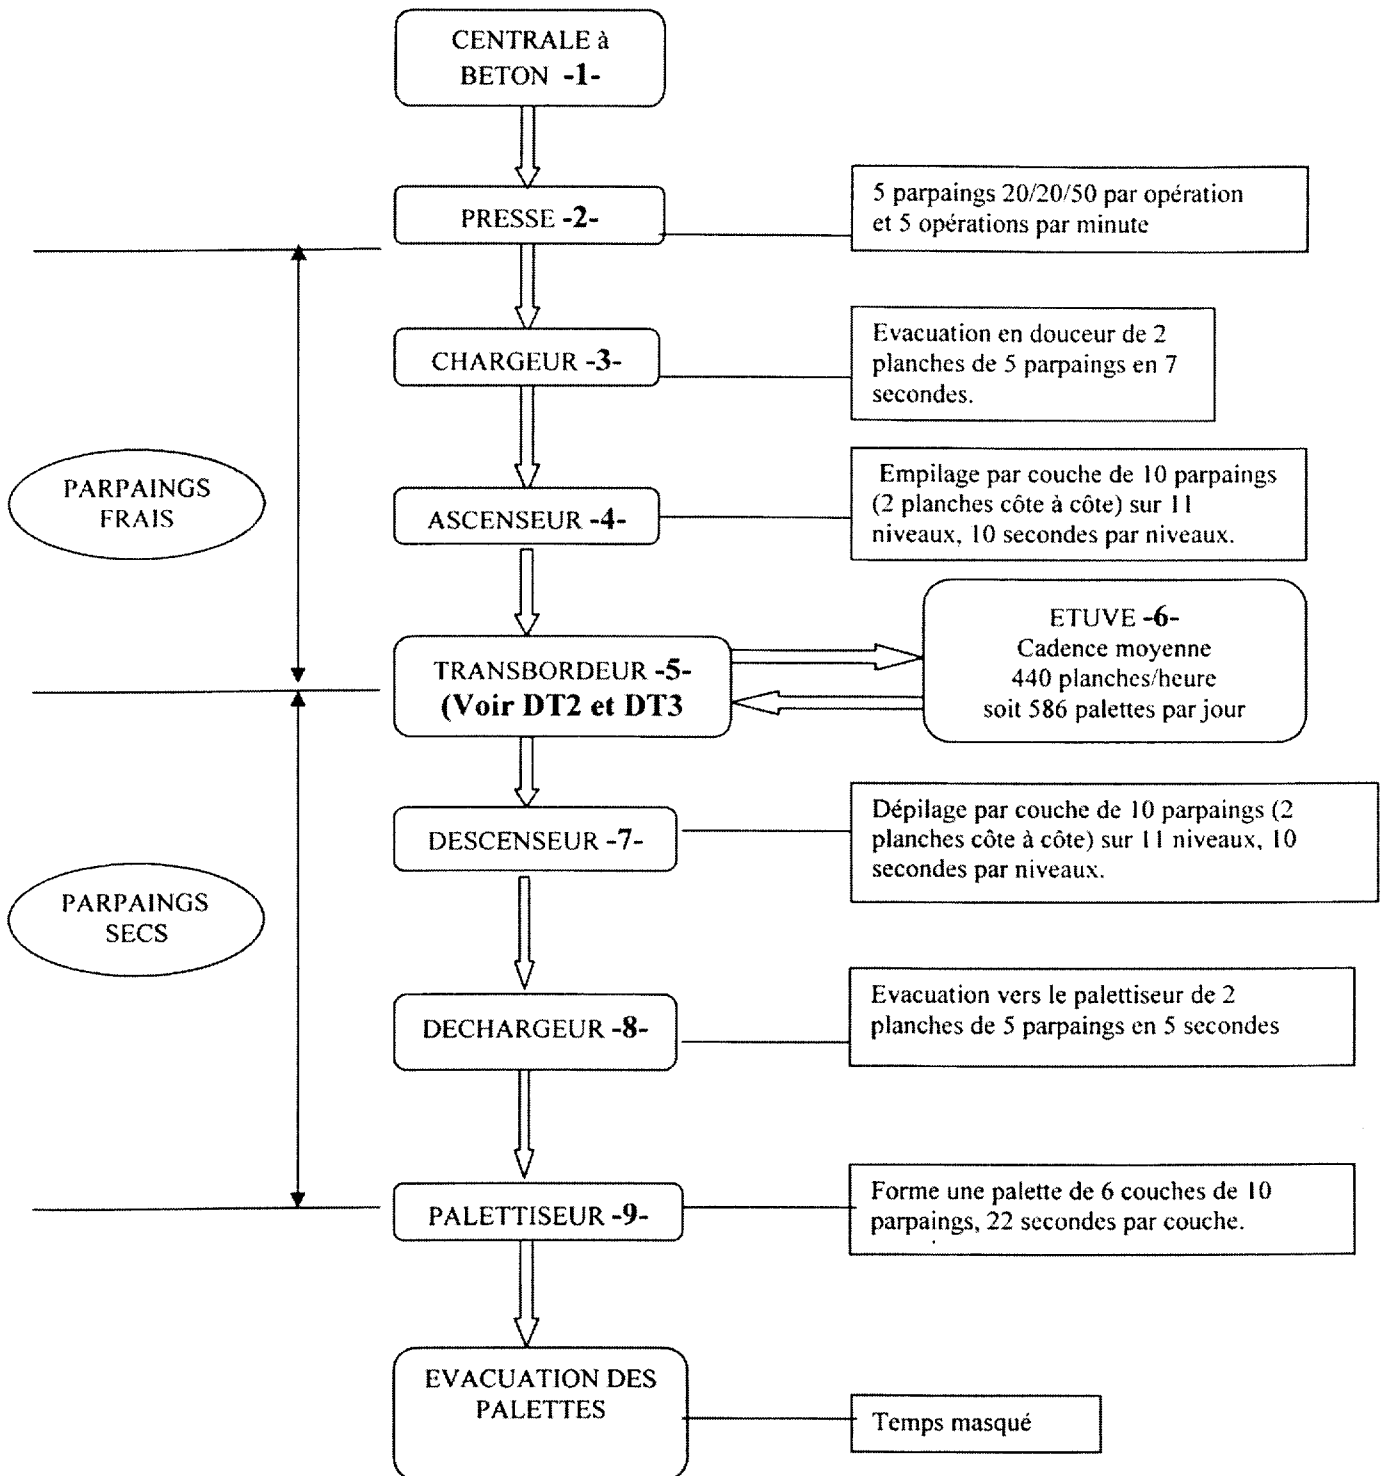 CENTRALE à
BETON -1-
PRESSE -2-
5 parpaings 20/20/50 par opération
et 5 opérations par minute
CHARGEUR -3-
Evacuation en douceur de 2
planches de 5 parpaings en 7
secondes.
PARPAINGS
FRAIS
ASCENSEUR -4-
Empilage par couche de 10 parpaings
(2 planches côte à côte) sur 11
niveaux, 10 secondes par niveaux.
TRANSBORDEUR -5-
(Voir DT2 et DT3
ETUVE -6-
Cadence moyenne
440 planches/heure
soit 586 palettes par jour
DESCENSEUR -7-
Dépilage par couche de 10 parpaings (2
planches côte à côte) sur 11 niveaux, 10
secondes par niveaux.
PARPAINGS
SECS
DECHARGEUR -8-
Evacuation vers le palettiseur de 2
planches de 5 parpaings en 5 secondes
PALETTISEUR -9-
Forme une palette de 6 couches de 10
parpaings, 22 secondes par couche.
EVACUATION DES
PALETTES
Temps masqué